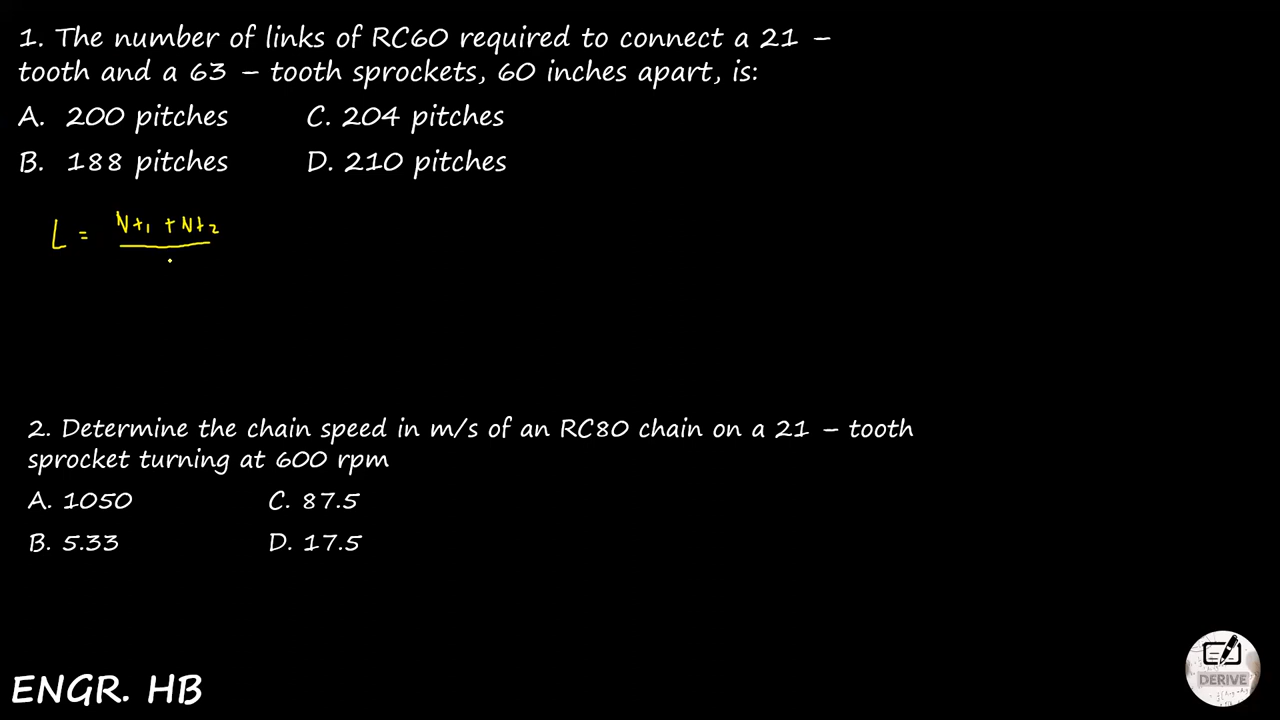 1. The number of links of RC60 required to connect a 21 –
tooth and a 63 – tooth sprockets, 60 inches apart, is:
A. 200 pitches C. 204 pitches
B. 188 pitches D. 210 pitches
L = Nt1 + Nt2
2. Determine the chain speed in m/s of an RC80 chain on a 21 – tooth
sprocket turning at 600 rpm
A. 1050 C. 87.5
B. 5.33 D. 17.5
ENGR. HB
DERIVE